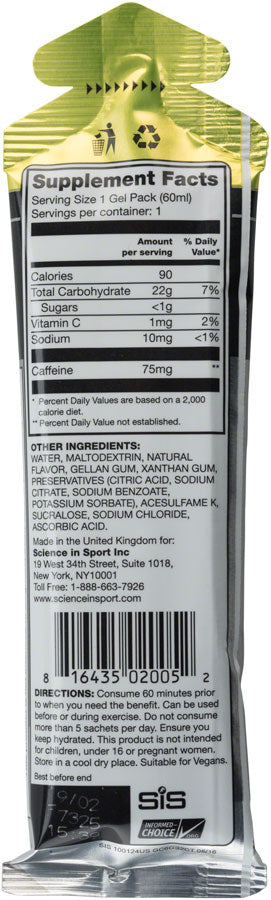 Supplement Facts
Serving Size 1 Gel Pack (60ml)
Servings per container: 1
Amount per serving % Daily Value*
Calories 90
Total Carbohydrate 22g 7%
Sugars <1g
Vitamin C 1mg 2%
Sodium 10mg <1%
Caffeine 75mg **
* Percent Daily Values are based on a 2,000
calorie diet.
** Percent Daily Value not established.
OTHER INGREDIENTS:
WATER, MALTODEXTRIN, NATURAL
FLAVOR, GELLAN GUM, XANTHAN GUM,
PRESERVATIVES (CITRIC ACID, SODIUM
CITRATE, SODIUM BENZOATE,
POTASSIUM SORBATE), ACESULFAME K,
SUCRALOSE, SODIUM CHLORIDE,
ASCORBIC ACID.
Made in the United Kingdom for:
Science in Sport Inc
19 West 34th Street, Suite 1018,
New York, NY10001
Toll Free: 1-888-663-7926
www.scienceinsport.com
8 16435 02005 2
DIRECTIONS: Consume 60 minutes prior
to when you need the benefit. Can be used
before or during exercise. Do not consume
more than 5 sachets per day. Ensure you
keep hydrated. This product is not intended
for children, under 16 or pregnant women.
Store in a cool dry place. Suitable for Vegans.
Best before end
9/02
7325
SiS
INFORMED-
CHOICE
.ORG